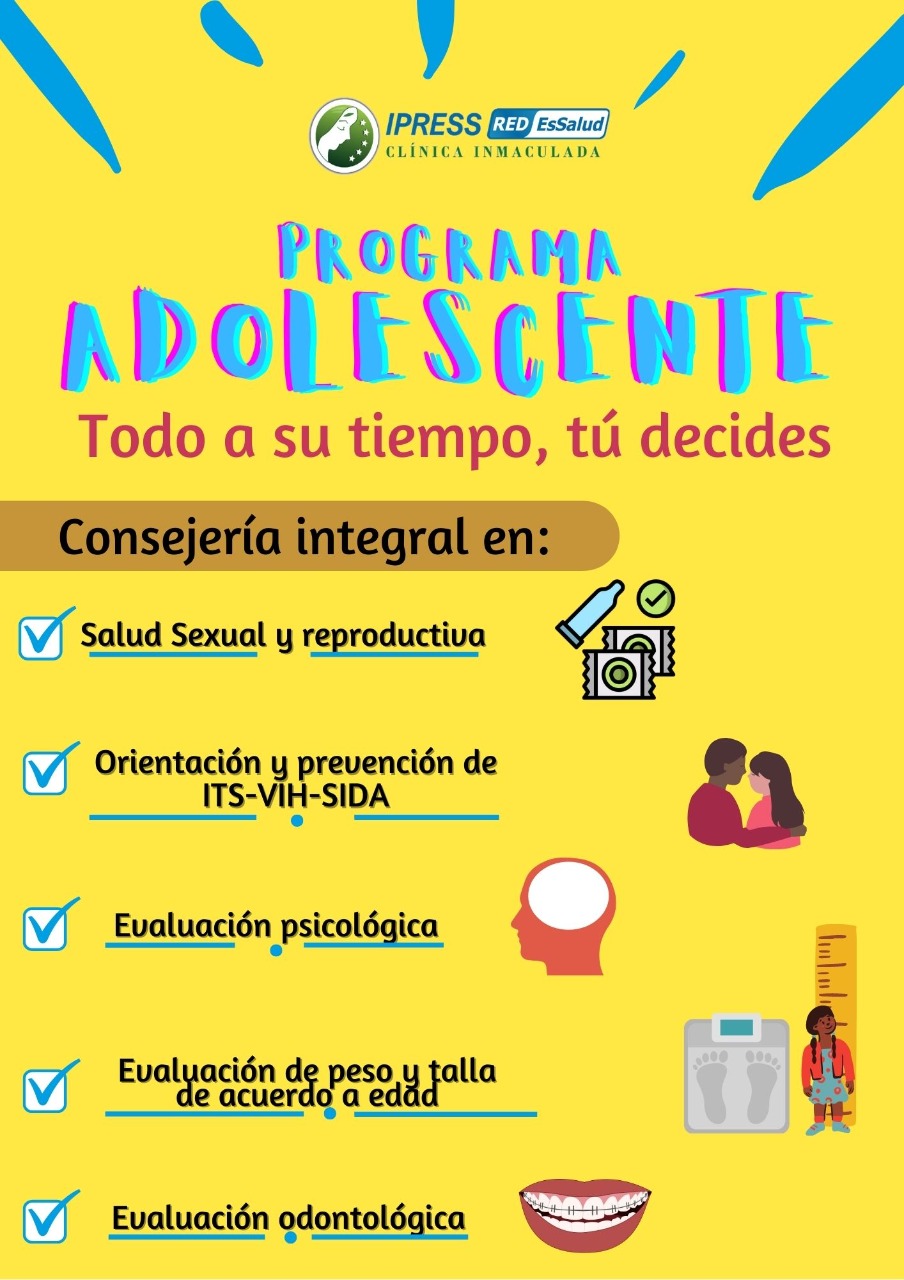 IPRESS RED EsSalud
CLÍNICA INMACULADA
PROGRAMA
ADOLESCENTE
Todo a su tiempo, tú decides
Consejería integral en:
Salud Sexual y reproductiva
Orientación y prevención de
ITS-VIH-SIDA
Evaluación psicológica
Evaluación de peso y talla
de acuerdo a edad
Evaluación odontológica